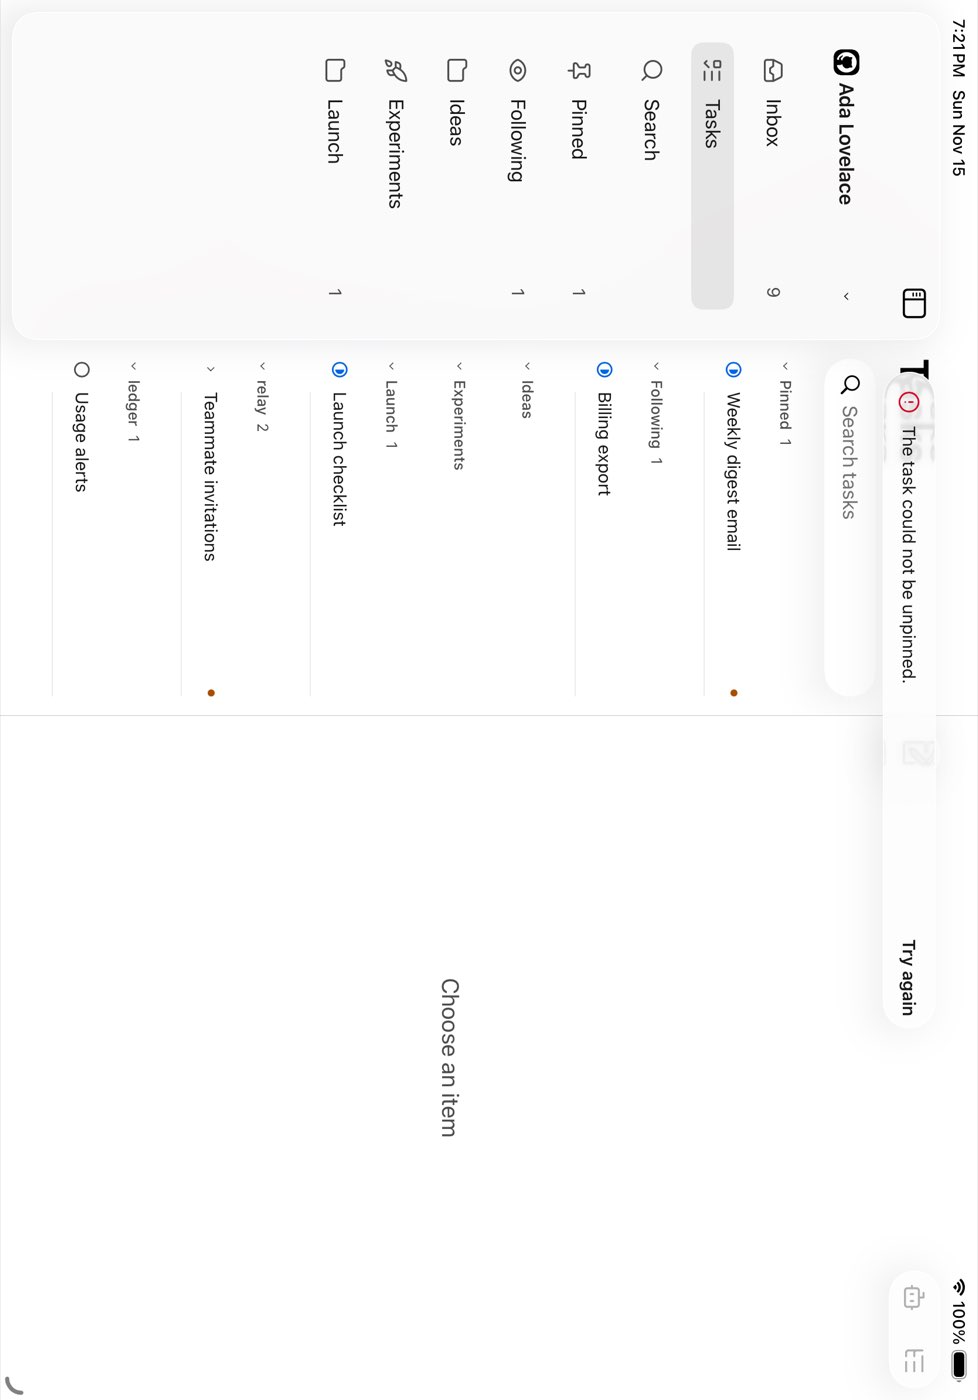 7:21 PM Sun Nov 15
100%
The task could not be unpinned.
Try again
Ada Lovelace
Search tasks
Inbox 9
Tasks
Search
Pinned 1
Following 1
Ideas
Experiments
Launch 1
Pinned 1
Weekly digest email
Following 1
Billing export
Ideas
Experiments
Launch 1
Launch checklist
relay 2
Teammate invitations
ledger 1
Usage alerts
Choose an item